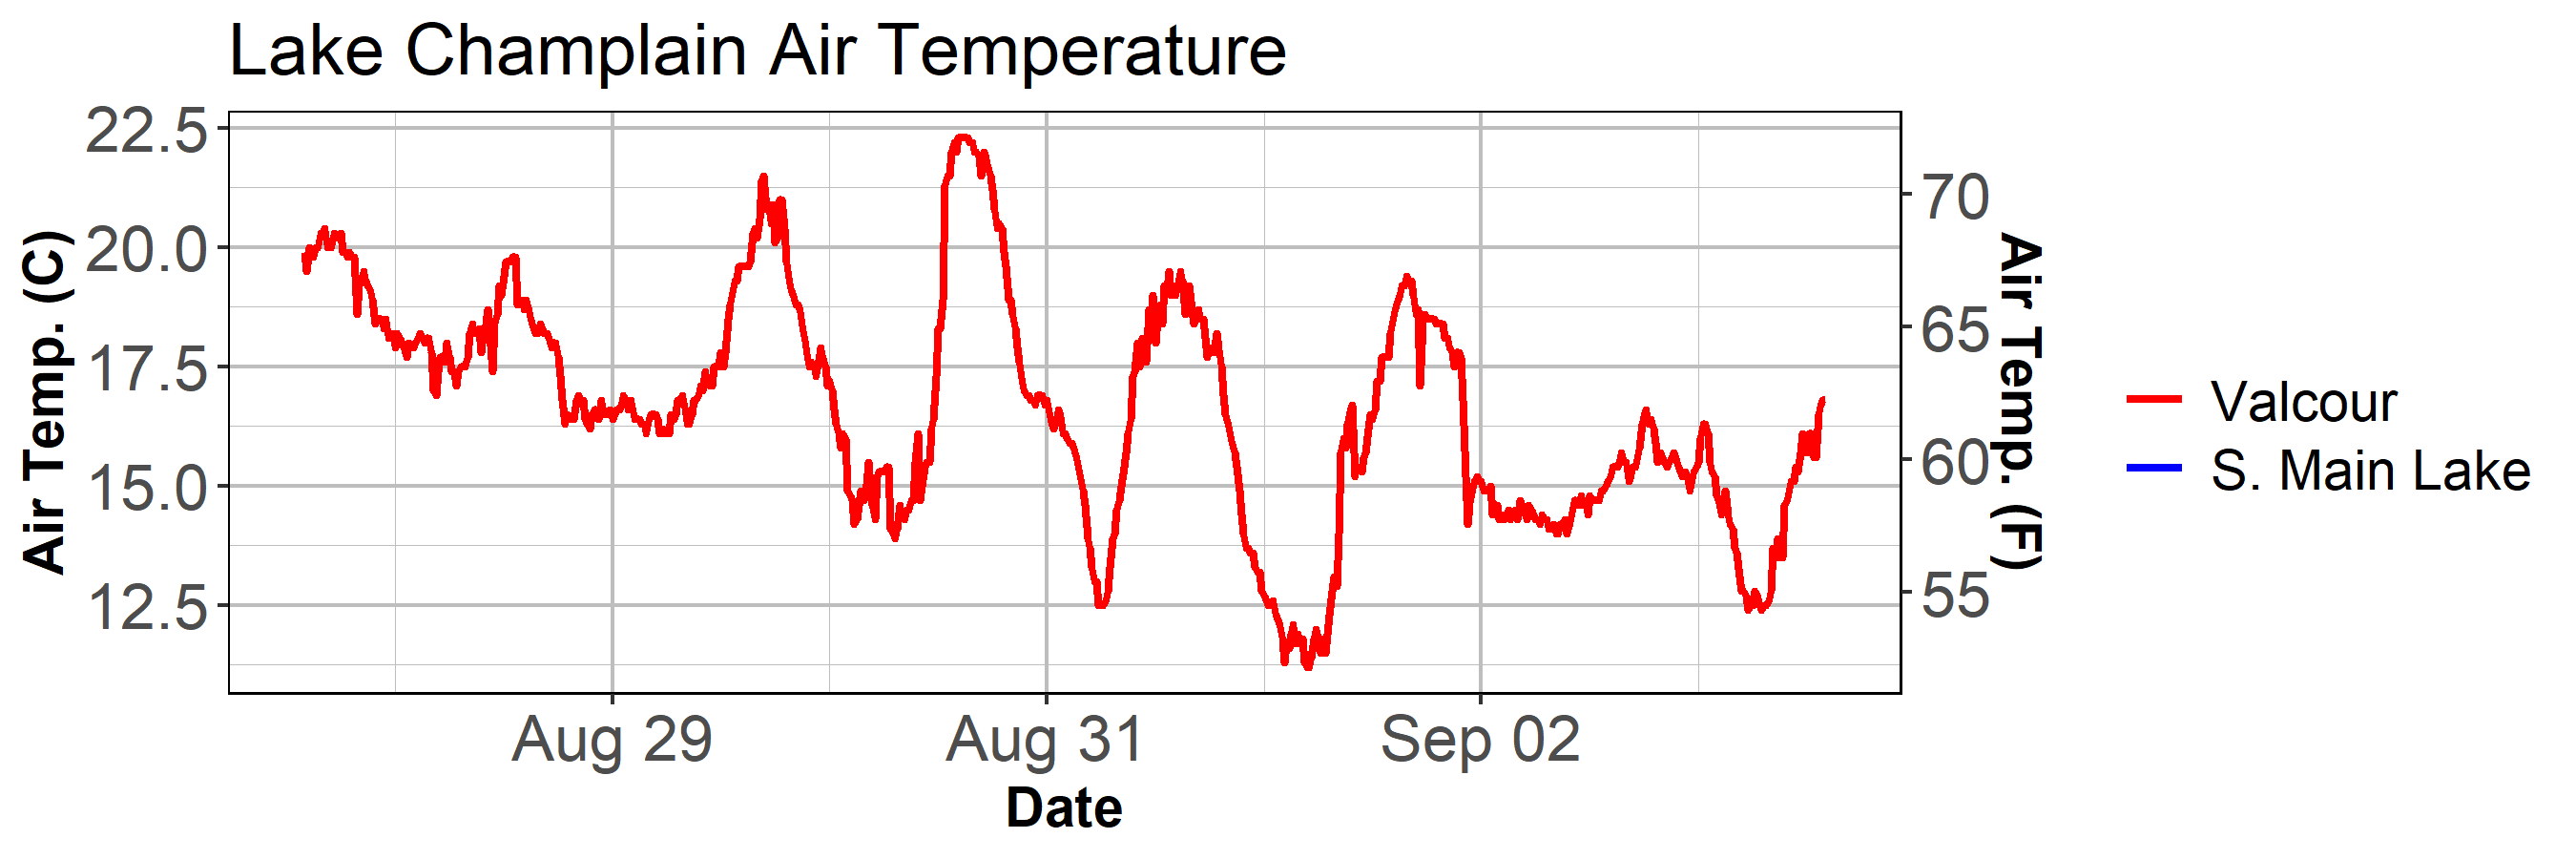 Lake Champlain Air Temperature
22.5
20.0
17.5
15.0
12.5
Air Temp. (C)
70
65
60
55
Air Temp. (F)
Aug 29
Aug 31
Sep 02
Date
Valcour
S. Main Lake